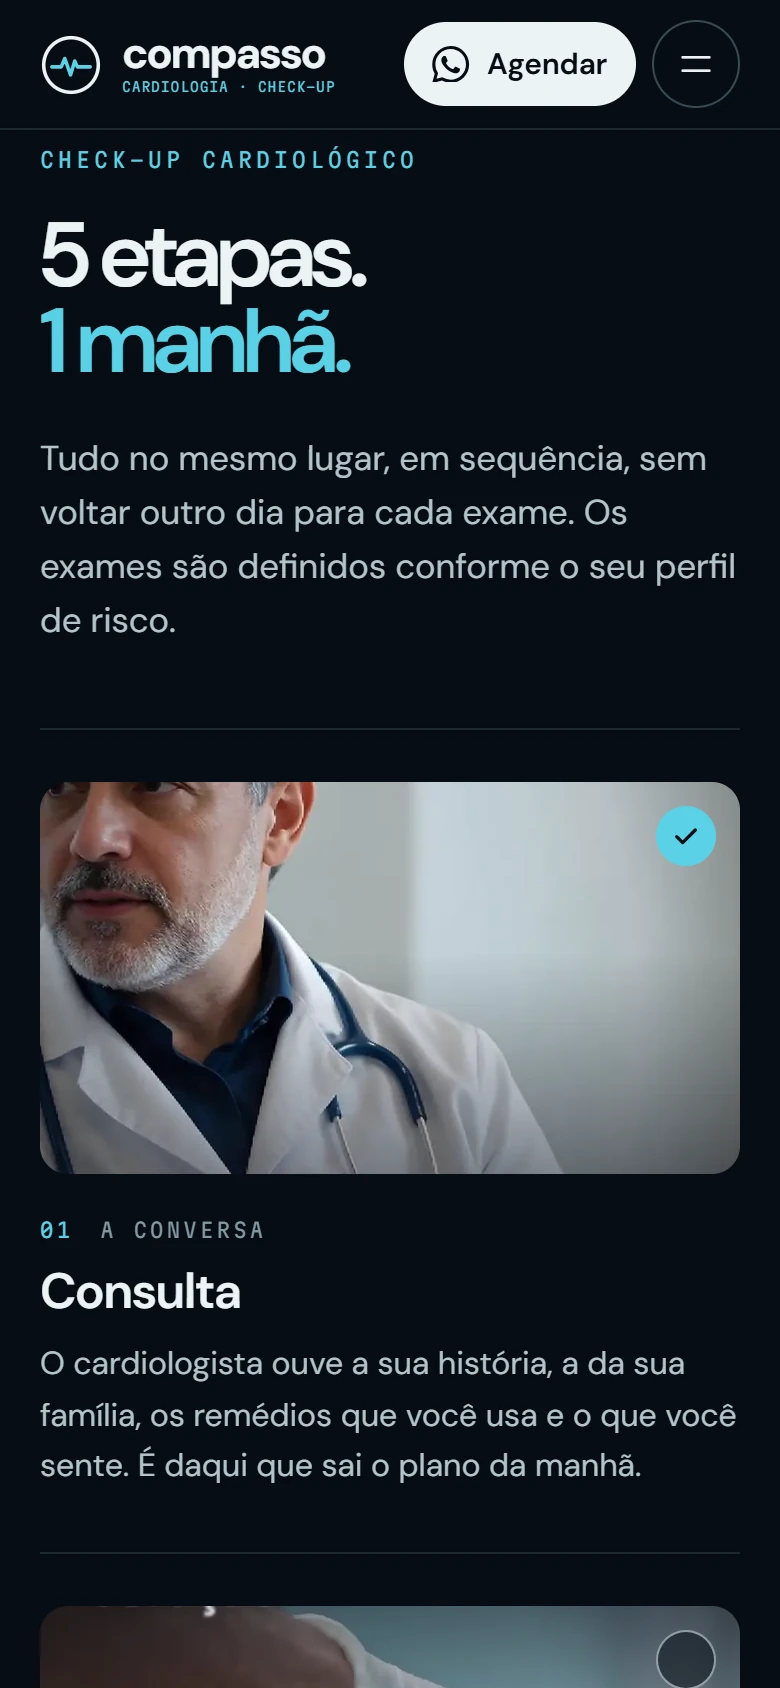 compasso
CARDIOLOGIA · CHECK-UP
Agendar
CHECK-UP CARDIOLÓGICO
5 etapas.
1 manhã.
Tudo no mesmo lugar, em sequência, sem
voltar outro dia para cada exame. Os
exames são definidos conforme o seu perfil
de risco.
01 A CONVERSA
Consulta
O cardiologista ouve a sua história, a da sua
família, os remédios que você usa e o que você
sente. É daqui que sai o plano da manhã.